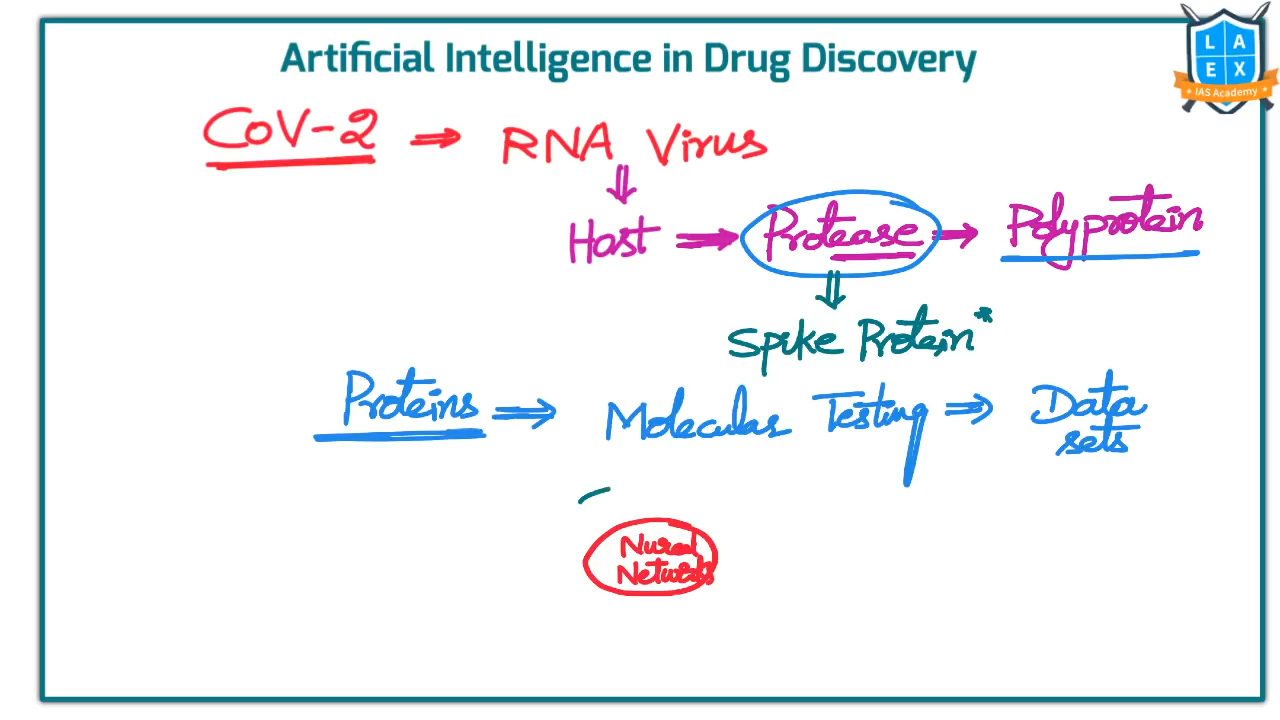 Artificial Intelligence in Drug Discovery
L A
E X
IAS Academy
CoV-2 ⇒ RNA Virus
⇓
Host ⇒ Protease → Polyprotein
⇓
Spike Protein*
Proteins ⇒ Molecular Testing ⇒ Data
sets
Nural
Network